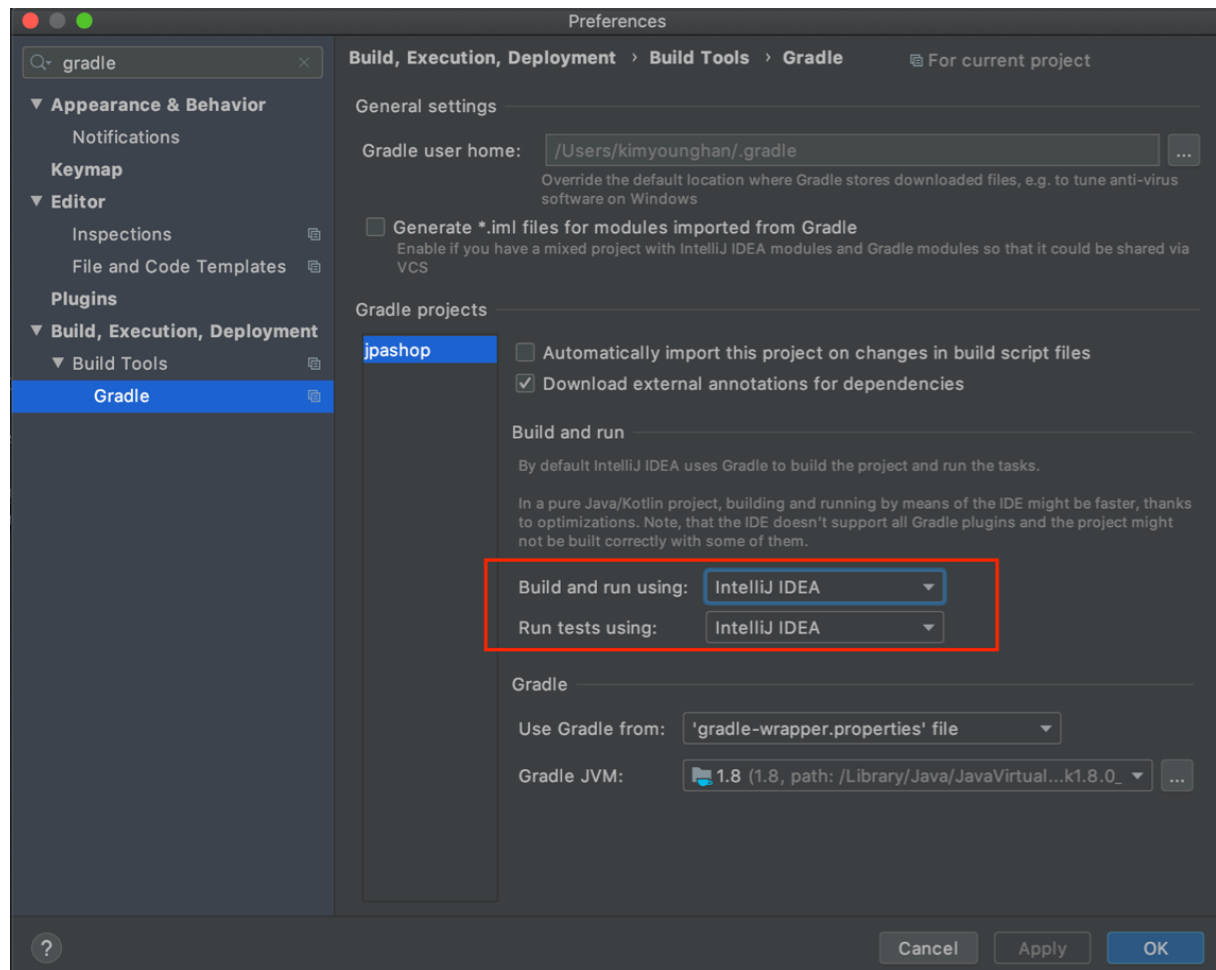 Preferences
gradle
Appearance & Behavior
Notifications
Keymap
Editor
Inspections
File and Code Templates
Plugins
Build, Execution, Deployment
Build Tools
Gradle
Build, Execution, Deployment › Build Tools › Gradle
For current project
General settings
Gradle user home:
/Users/kimyounghan/.gradle
...
Override the default location where Gradle stores downloaded files, e.g. to tune anti-virus
software on Windows
Generate *.iml files for modules imported from Gradle
Enable if you have a mixed project with IntelliJ IDEA modules and Gradle modules so that it could be shared via
VCS
Gradle projects
jpashop
Automatically import this project on changes in build script files
Download external annotations for dependencies
Build and run
By default IntelliJ IDEA uses Gradle to build the project and run the tasks.
In a pure Java/Kotlin project, building and running by means of the IDE might be faster, thanks
to optimizations. Note, that the IDE doesn't support all Gradle plugins and the project might
not be built correctly with some of them.
Build and run using: IntelliJ IDEA
Run tests using: IntelliJ IDEA
Gradle
Use Gradle from: 'gradle-wrapper.properties' file
Gradle JVM: 1.8 (1.8, path: /Library/Java/JavaVirtual...k1.8.0_ ...
? Cancel Apply OK